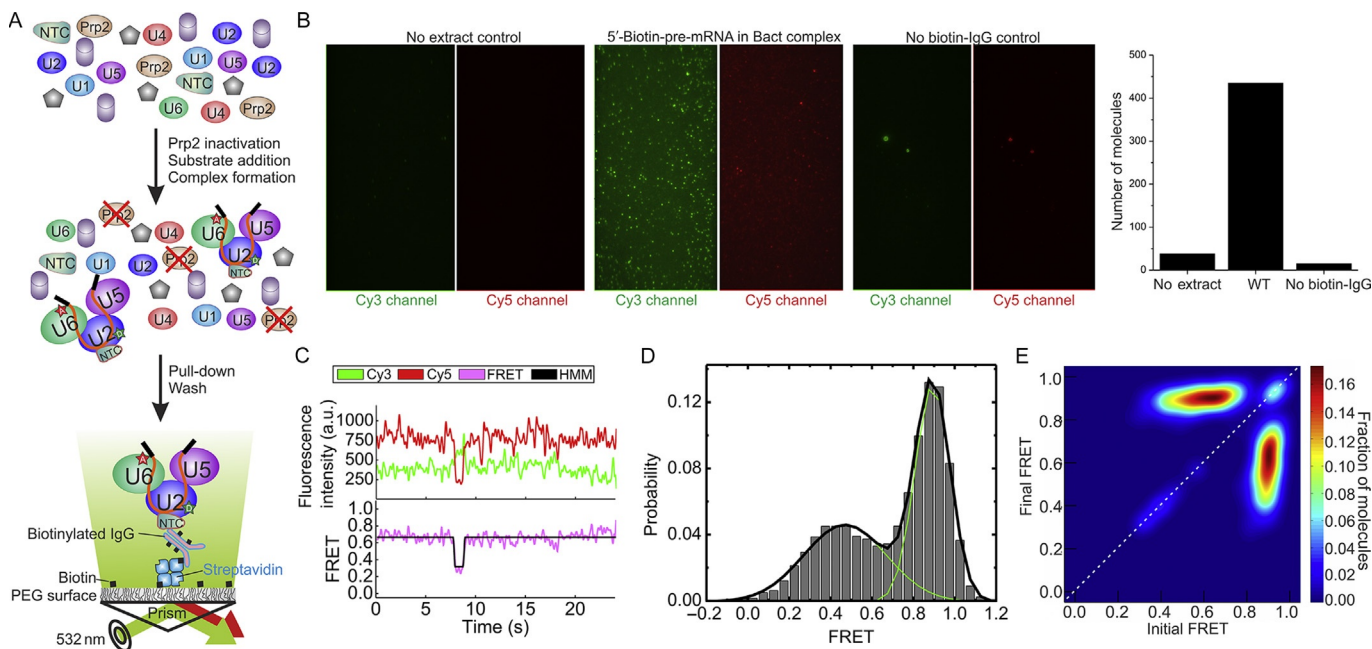 A
NTC Prp2 U4 U2
U2 U5 Prp2 U1 U5 U2
U1 NTC
U6 U4 Prp2
Prp2 inactivation
Substrate addition
Complex formation
Prp2 U6 U5
U6 U4 U2
NTC U1 U2 Prp2 NTC
U5
U6 U2 U4 U1 U5 Prp2
NTC
Pull-down
Wash
U6 U5
U2
NTC
Biotinylated IgG
Streptavidin
Biotin
PEG surface
Prism
532 nm
B
No extract control
5′-Biotin-pre-mRNA in Bact complex
No biotin-IgG control
Cy3 channel
Cy5 channel
Cy3 channel
Cy5 channel
Cy3 channel
Cy5 channel
Number of molecules
500
400
300
200
100
0
No extract WT No biotin-IgG
C
Cy3 Cy5 FRET HMM
Fluorescence
intensity (a.u.)
1000
750
500
250
FRET
1.0
0.8
0.6
0.4
0.2
0.0
0 5 10 15 20
Time (s)
D
Probability
0.12
0.08
0.04
0.00
−0.2 0.0 0.2 0.4 0.6 0.8 1.0 1.2
FRET
E
Final FRET
1.0
0.8
0.6
0.4
0.2
0.0
0.0 0.2 0.4 0.6 0.8 1.0
Initial FRET
0.16
0.14
0.12
0.10
0.08
0.06
0.04
0.02
0.00
Fraction of molecules